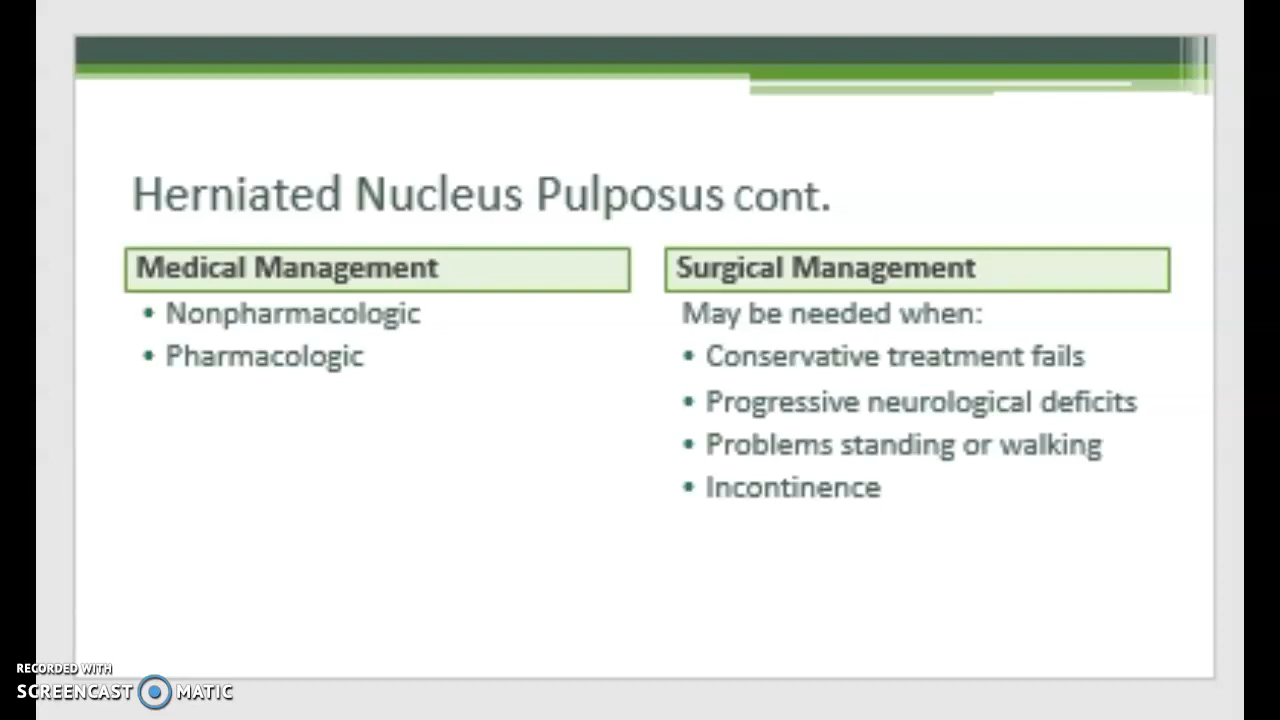 Herniated Nucleus Pulposus cont.
Medical Management
• Nonpharmacologic
• Pharmacologic
Surgical Management
May be needed when:
• Conservative treatment fails
• Progressive neurological deficits
• Problems standing or walking
• Incontinence
RECORDED WITH
SCREENCAST MATIC